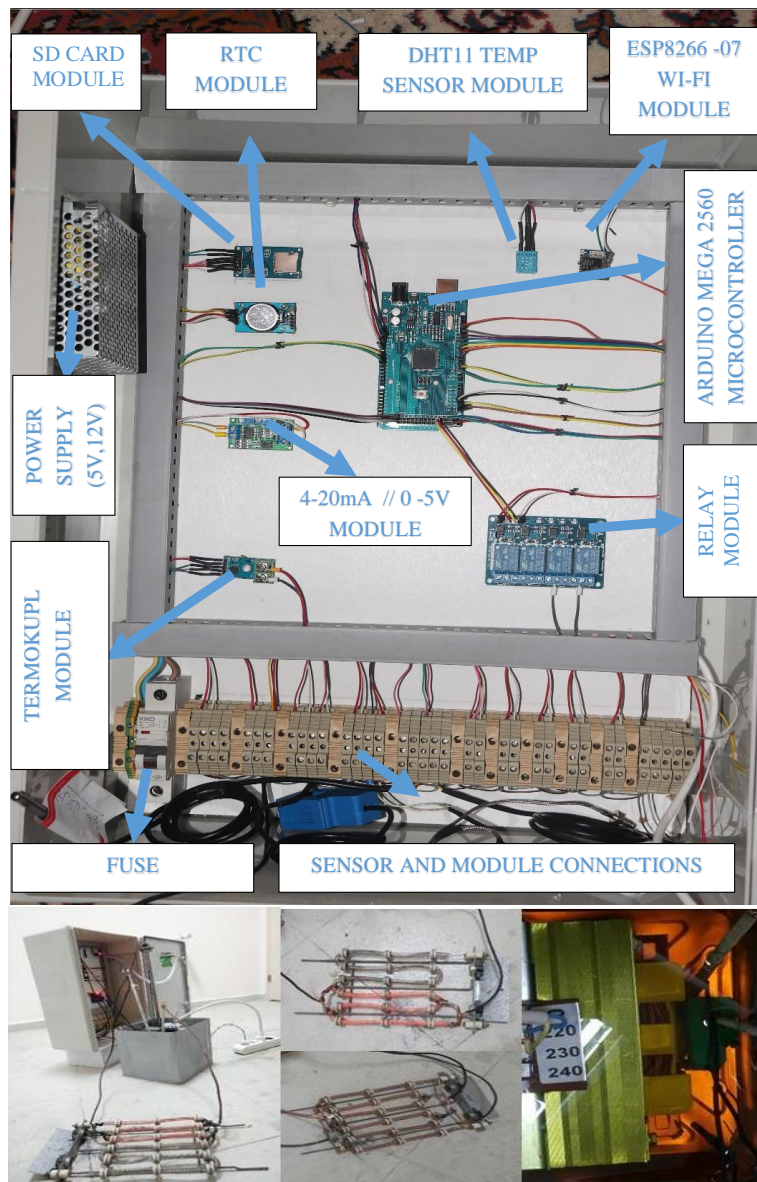 SD CARD
MODULE
RTC
MODULE
DHT11 TEMP
SENSOR MODULE
ESP8266 -07
WI-FI
MODULE
ARDUINO MEGA 2560
MICROCONTROLLER
POWER
SUPPLY
(5V,12V)
4-20mA // 0 -5V
MODULE
RELAY
MODULE
TERMOKUPL
MODULE
VIKO
FUSE
SENSOR AND MODULE CONNECTIONS
220
230
240